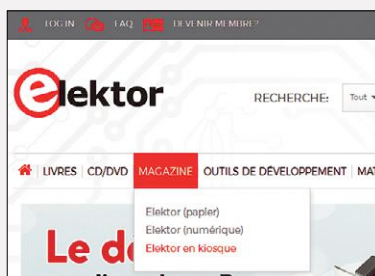 LOG IN FAQ DEVENIR MEMBRE?
elektor
RECHERCHE: Tout
LIVRES CD/DVD MAGAZINE OUTILS DE DÉVELOPPEMENT
Elektor (papier)
Elektor (numérique)
Elektor en kiosque
Le